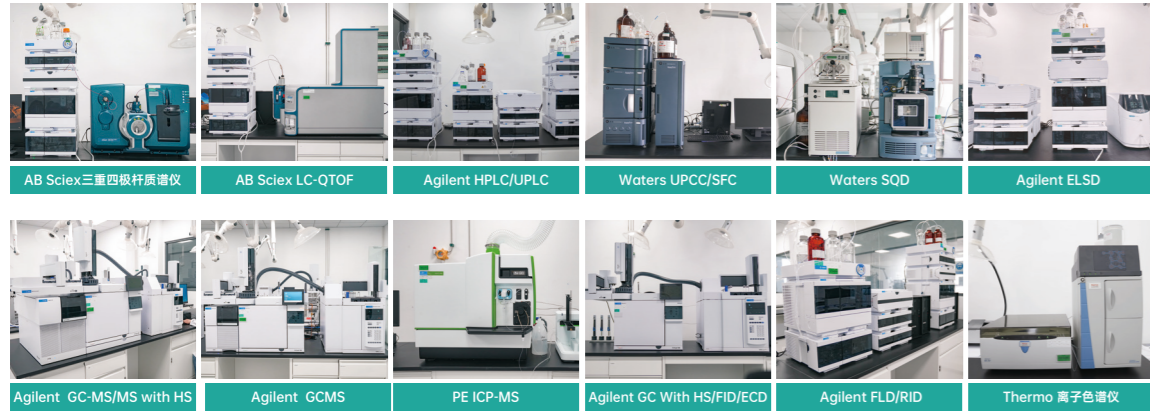 AB Sciex三重四极杆质谱仪
AB Sciex LC-QTOF
Agilent HPLC/UPLC
Waters UPCC/SFC
Waters SQD
Agilent ELSD
Agilent GC-MS/MS with HS
Agilent GCMS
PE ICP-MS
Agilent GC With HS/FID/ECD
Agilent FLD/RID
Thermo 离子色谱仪